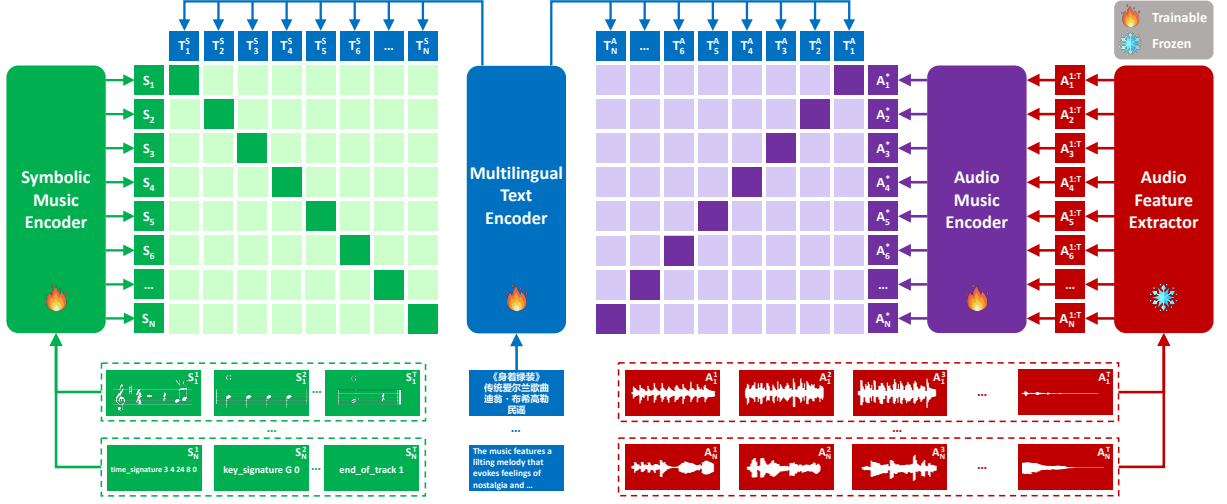 T₁ˢ T₂ˢ T₃ˢ T₄ˢ T₅ˢ T₆ˢ ... T_Nˢ
T_Nᴬ ... T₆ᴬ T₅ᴬ T₄ᴬ T₃ᴬ T₂ᴬ T₁ᴬ
Trainable
Frozen
S₁
S₂
S₃
S₄
S₅
S₆
...
S_N
Symbolic
Music
Encoder
Multilingual
Text
Encoder
A₁*
A₂*
A₃*
A₄*
A₅*
A₆*
...
A_N*
Audio
Music
Encoder
A₁¹:ᵀ
A₂¹:ᵀ
A₃¹:ᵀ
A₄¹:ᵀ
A₅¹:ᵀ
A₆¹:ᵀ
...
A_N¹:ᵀ
Audio
Feature
Extractor
S₁¹ S₁² ... S₁ᵀ
N.C.
G
G
...
S_N¹ S_N² ... S_Nᵀ
time_signature 3 4 24 8 0
key_signature G 0
end_of_track 1
《身着绿装》
传统爱尔兰歌曲
迪翁·布希高勒
民谣
...
The music features a
lilting melody that
evokes feelings of
nostalgia and ...
A₁¹ A₁² A₁³ ... A₁ᵀ
...
A_N¹ A_N² A_N³ ... A_Nᵀ